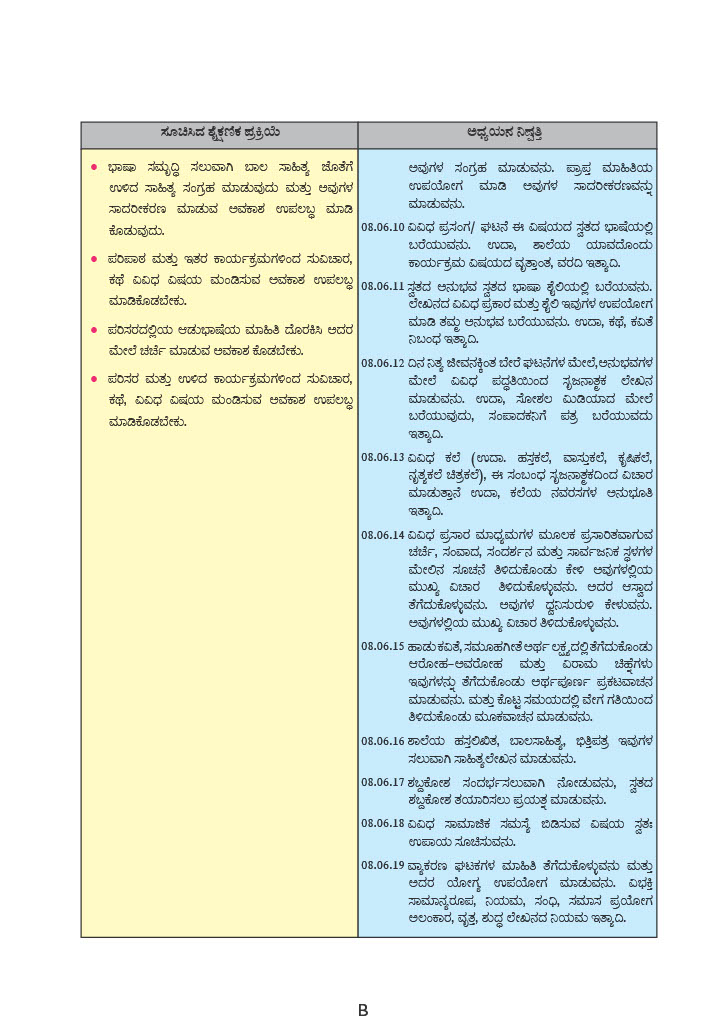 ಸೂಚಿಸಿದ ಶೈಕ್ಷಣಿಕ ಪ್ರಕ್ರಿಯೆ
● ಭಾಷಾ ಸಮೃದ್ಧಿ ಸಲುವಾಗಿ ಬಾಲ ಸಾಹಿತ್ಯ ಜೊತೆಗೆ
ಉಳಿದ ಸಾಹಿತ್ಯ ಸಂಗ್ರಹ ಮಾಡುವುದು ಮತ್ತು ಅವುಗಳ
ಸಾದರೀಕರಣ ಮಾಡುವ ಅವಕಾಶ ಉಪಲಬ್ಧ ಮಾಡಿ
ಕೊಡುವುದು.
● ಪರಿಪಾಠ ಮತ್ತು ಇತರ ಕಾರ್ಯಕ್ರಮಗಳಿಂದ ಸುವಿಚಾರ,
ಕಥೆ ವಿವಿಧ ವಿಷಯ ಮಂಡಿಸುವ ಅವಕಾಶ ಉಪಲಬ್ಧ
ಮಾಡಿಕೊಡಬೇಕು.
● ಪರಿಸರದಲ್ಲಿಯ ಆಡುಭಾಷೆಯ ಮಾಹಿತಿ ದೊರಕಿಸಿ ಅದರ
ಮೇಲೆ ಚರ್ಚೆ ಮಾಡುವ ಅವಕಾಶ ಕೊಡಬೇಕು.
● ಪರಿಸರ ಮತ್ತು ಉಳಿದ ಕಾರ್ಯಕ್ರಮಗಳಿಂದ ಸುವಿಚಾರ,
ಕಥೆ, ವಿವಿಧ ವಿಷಯ ಮಂಡಿಸುವ ಅವಕಾಶ ಉಪಲಬ್ಧ
ಮಾಡಿಕೊಡಬೇಕು.
ಅಧ್ಯಯನ ನಿಷ್ಪತ್ತಿ
ಅವುಗಳ ಸಂಗ್ರಹ ಮಾಡುವನು. ಪ್ರಾಪ್ತ ಮಾಹಿತಿಯ
ಉಪಯೋಗ ಮಾಡಿ ಅವುಗಳ ಸಾದರೀಕರಣವನ್ನು
ಮಾಡುವನು.
08.06.10 ವಿವಿಧ ಪ್ರಸಂಗ/ ಘಟನೆ ಈ ವಿಷಯದ ಸ್ವತದ ಭಾಷೆಯಲ್ಲಿ
ಬರೆಯುವನು. ಉದಾ, ಶಾಲೆಯ ಯಾವದೊಂದು
ಕಾರ್ಯಕ್ರಮ ವಿಷಯದ ವೃತ್ತಾಂತ, ವರದಿ ಇತ್ಯಾದಿ.
08.06.11 ಸ್ವತದ ಅನುಭವ ಸ್ವತದ ಭಾಷಾ ಶೈಲಿಯಲ್ಲಿ ಬರೆಯವನು.
ಲೇಖನದ ವಿವಿಧ ಪ್ರಕಾರ ಮತ್ತು ಶೈಲಿ ಇವುಗಳ ಉಪಯೋಗ
ಮಾಡಿ ತಮ್ಮ ಅನುಭವ ಬರೆಯುವನು. ಉದಾ, ಕಥೆ, ಕವಿತೆ
ನಿಬಂಧ ಇತ್ಯಾದಿ.
08.06.12 ದಿನ ನಿತ್ಯ ಜೀವನಕ್ಕಿಂತ ಬೇರೆ ಘಟನೆಗಳ ಮೇಲೆ,ಅನುಭವಗಳ
ಮೇಲೆ ವಿವಿಧ ಪದ್ಧತಿಯಿಂದ ಸೃಜನಾತ್ಮಕ ಲೇಖನ
ಮಾಡುವನು. ಉದಾ, ಸೋಶಲ ಮಿಡಿಯಾದ ಮೇಲೆ
ಬರೆಯುವುದು, ಸಂಪಾದಕನಿಗೆ ಪತ್ರ ಬರೆಯುವದು
ಇತ್ಯಾದಿ.
08.06.13 ವಿವಿಧ ಕಲೆ (ಉದಾ. ಹಸ್ತಕಲೆ, ವಾಸ್ತುಕಲೆ, ಕೃಷಿಕಲೆ,
ನೃತ್ಯಕಲೆ ಚಿತ್ರಕಲೆ), ಈ ಸಂಬಂಧ ಸೃಜನಾತ್ಮಕದಿಂದ ವಿಚಾರ
ಮಾಡುತ್ತಾನೆ ಉದಾ, ಕಲೆಯ ನವರಸಗಳ ಅನುಭೂತಿ
ಇತ್ಯಾದಿ.
08.06.14 ವಿವಿಧ ಪ್ರಸಾರ ಮಾಧ್ಯಮಗಳ ಮೂಲಕ ಪ್ರಸಾರಿತವಾಗುವ
ಚರ್ಚೆ, ಸಂವಾದ, ಸಂದರ್ಶನ ಮತ್ತು ಸಾರ್ವಜನಿಕ ಸ್ಥಳಗಳ
ಮೇಲಿನ ಸೂಚನೆ ತಿಳಿದುಕೊಂಡು ಕೇಳಿ ಅವುಗಳಲ್ಲಿಯ
ಮುಖ್ಯ ವಿಚಾರ ತಿಳಿದುಕೊಳ್ಳುವನು. ಅದರ ಆಸ್ವಾದ
ತೆಗೆದುಕೊಳ್ಳುವನು. ಅವುಗಳ ಧ್ವನಿಸುರುಳಿ ಕೇಳುವನು.
ಅವುಗಳಲ್ಲಿಯ ಮುಖ್ಯ ವಿಚಾರ ತಿಳಿದುಕೊಳ್ಳುವನು.
08.06.15 ಹಾಡು ಕವಿತೆ, ಸಮೂಹಗೀತೆ ಅರ್ಥ ಲಕ್ಷ್ಯದಲ್ಲಿ ತೆಗೆದುಕೊಂಡು
ಆರೋಹ-ಅವರೋಹ ಮತ್ತು ವಿರಾಮ ಚಿಹ್ನೆಗಳು
ಇವುಗಳನ್ನು ತೆಗೆದುಕೊಂಡು ಅರ್ಥಪೂರ್ಣ ಪ್ರಕಟವಾಚನ
ಮಾಡುವನು. ಮತ್ತು ಕೊಟ್ಟ ಸಮಯದಲ್ಲಿ ವೇಗ ಗತಿಯಿಂದ
ತಿಳಿದುಕೊಂಡು ಮೂಕವಾಚನ ಮಾಡುವನು.
08.06.16 ಶಾಲೆಯ ಹಸ್ತಲಿಖಿತ, ಬಾಲಸಾಹಿತ್ಯ, ಭಿತ್ತಿಪತ್ರ ಇವುಗಳ
ಸಲುವಾಗಿ ಸಾಹಿತ್ಯಲೇಖನ ಮಾಡುವನು.
08.06.17 ಶಬ್ದಕೋಶ ಸಂದರ್ಭಸಲುವಾಗಿ ನೋಡುವನು, ಸ್ವತದ
ಶಬ್ದಕೋಶ ತಯಾರಿಸಲು ಪ್ರಯತ್ನ ಮಾಡುವನು.
08.06.18 ವಿವಿಧ ಸಾಮಾಜಿಕ ಸಮಸ್ಯೆ ಬಿಡಿಸುವ ವಿಷಯ ಸ್ವತಃ
ಉಪಾಯ ಸೂಚಿಸುವನು.
08.06.19 ವ್ಯಾಕರಣ ಘಟಕಗಳ ಮಾಹಿತಿ ತೆಗೆದುಕೊಳ್ಳುವನು ಮತ್ತು
ಅದರ ಯೋಗ್ಯ ಉಪಯೋಗ ಮಾಡುವನು. ವಿಭಕ್ತಿ
ಸಾಮಾನ್ಯರೂಪ, ನಿಯಮ, ಸಂಧಿ, ಸಮಾಸ ಪ್ರಯೋಗ
ಅಲಂಕಾರ, ವೃತ್ತ, ಶುದ್ಧ ಲೇಖನದ ನಿಯಮ ಇತ್ಯಾದಿ.
B